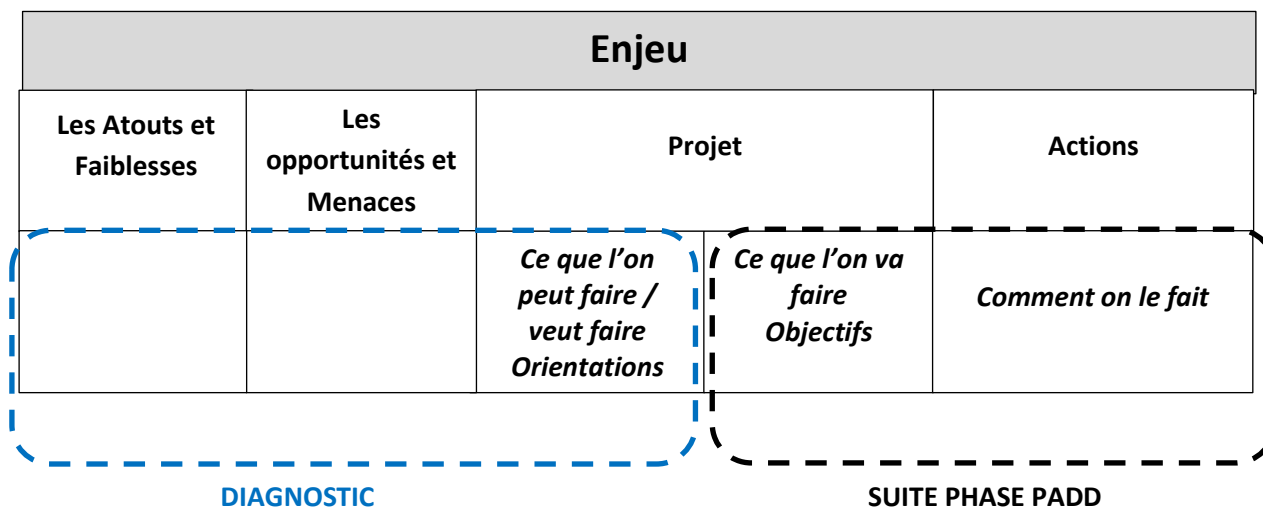 Enjeu
Les Atouts et
Faiblesses
Les
opportunités et
Menaces
Projet
Actions
Ce que l’on
peut faire /
veut faire
Orientations
Ce que l’on va
faire
Objectifs
Comment on le fait
DIAGNOSTIC
SUITE PHASE PADD